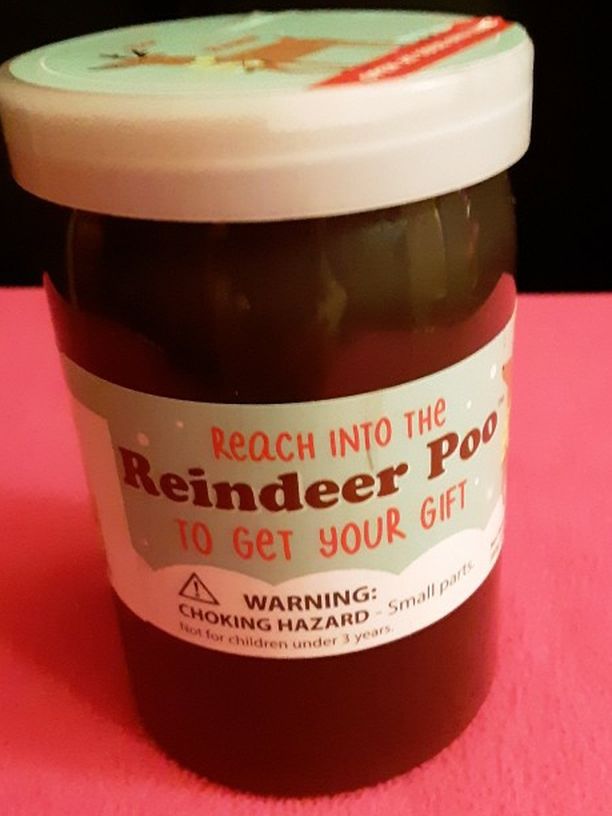 REACH INTO THE
Reindeer Poo™
TO GET YOUR GIFT
WARNING:
CHOKING HAZARD - Small parts.
Not for children under 3 years.